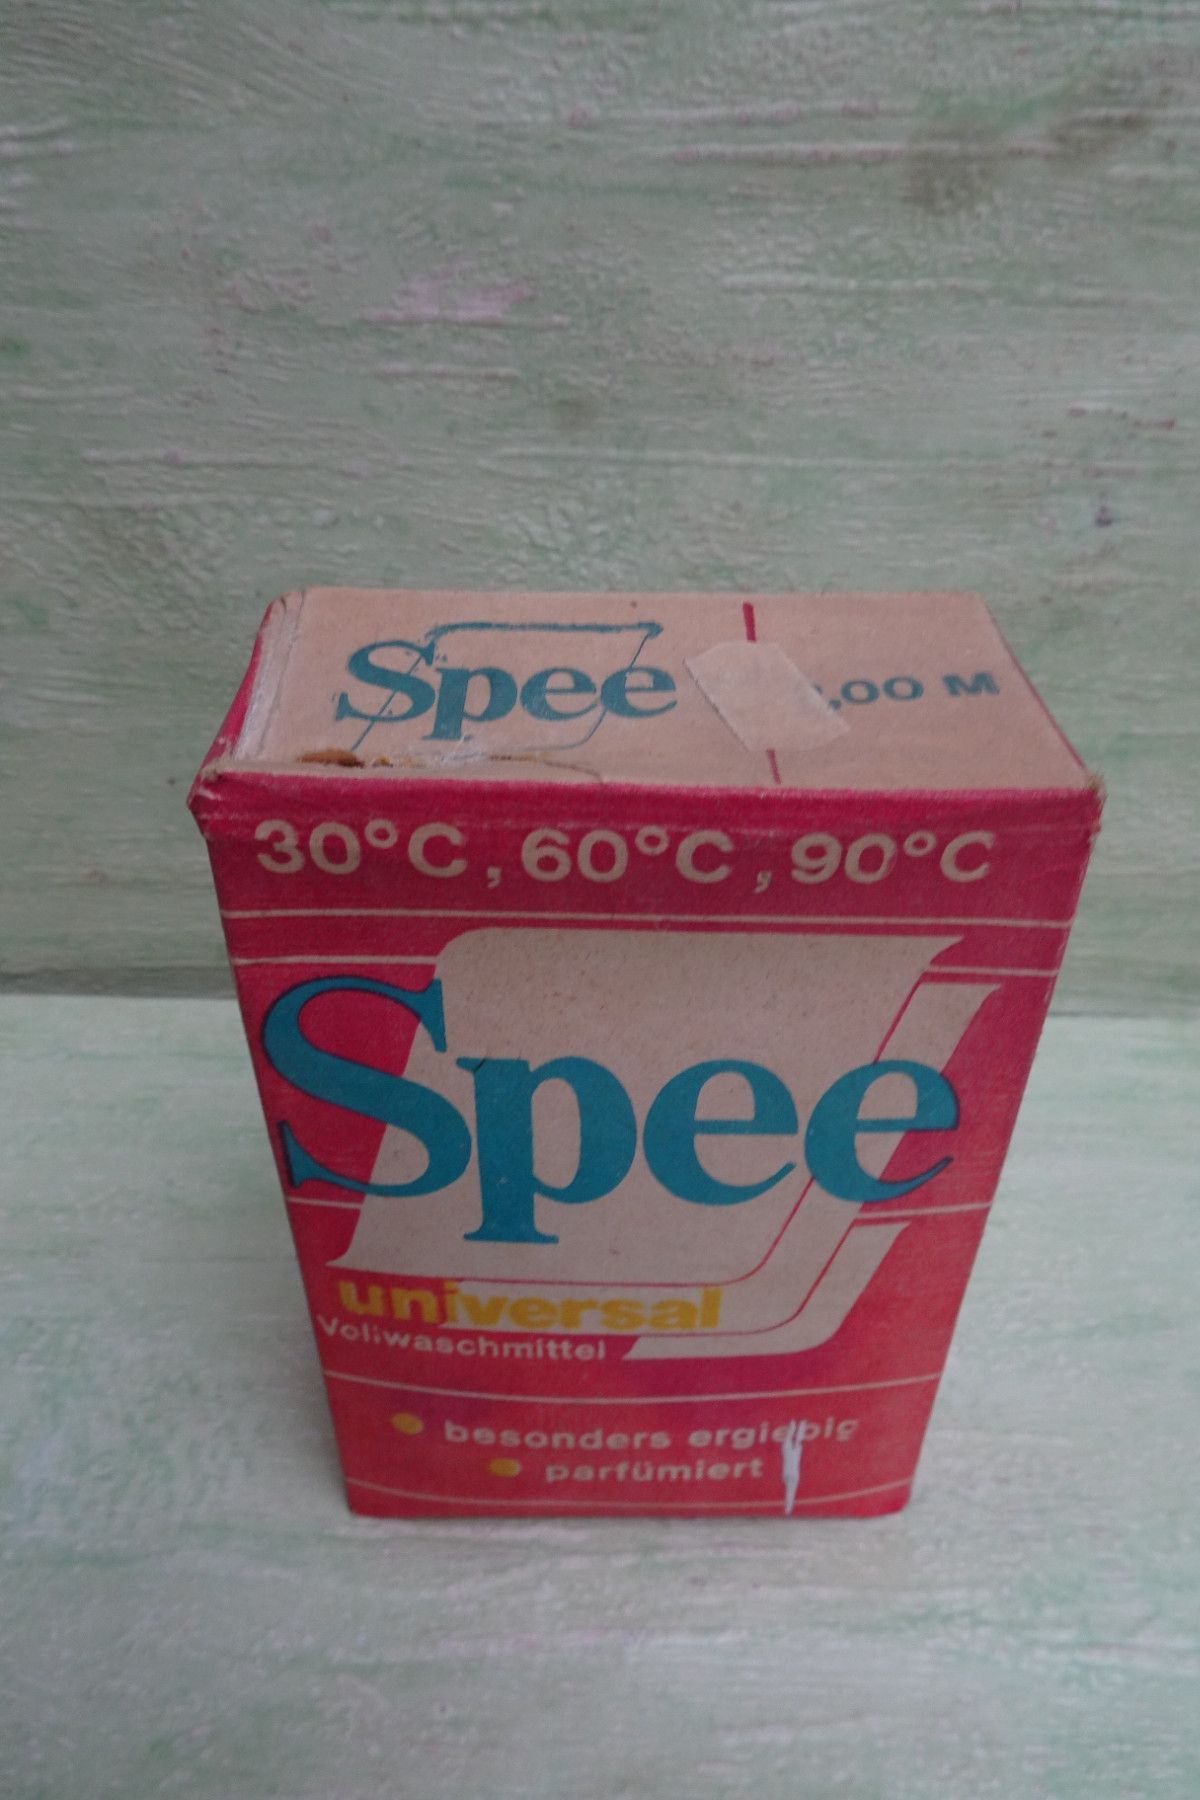 Spee
,00 M
30°C, 60°C, 90°C
Spee
universal
Vollwaschmittel
besonders ergiebig
parfümiert